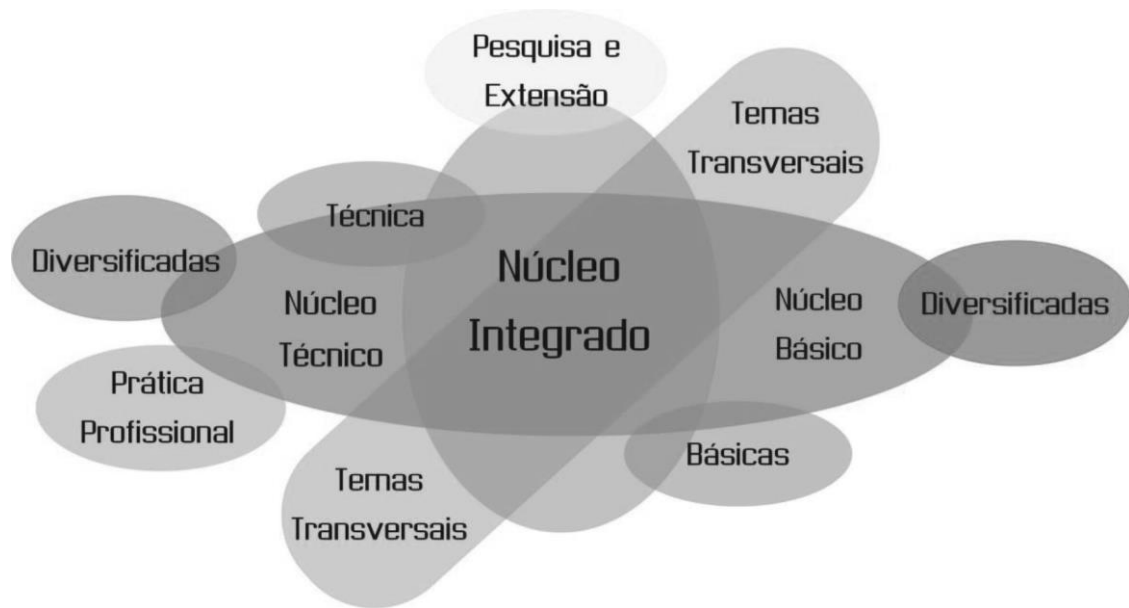 Pesquisa e
Extensão
Temas
Transversais
Técnica
Diversificadas
Núcleo
Integrado
Núcleo
Técnico
Núcleo
Básico
Diversificadas
Prática
Profissional
Básicas
Temas
Transversais